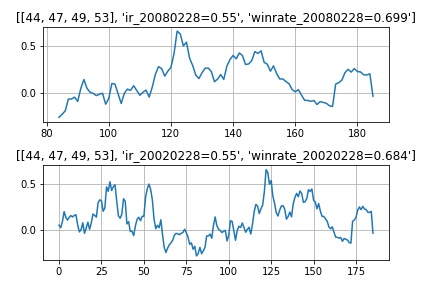 [[44, 47, 49, 53], 'ir_20080228=0.55', 'winrate_20080228=0.699']
0.5
0.0
80 100 120 140 160 180
[[44, 47, 49, 53], 'ir_20020228=0.55', 'winrate_20020228=0.684']
0.5
0.0
0 25 50 75 100 125 150 175